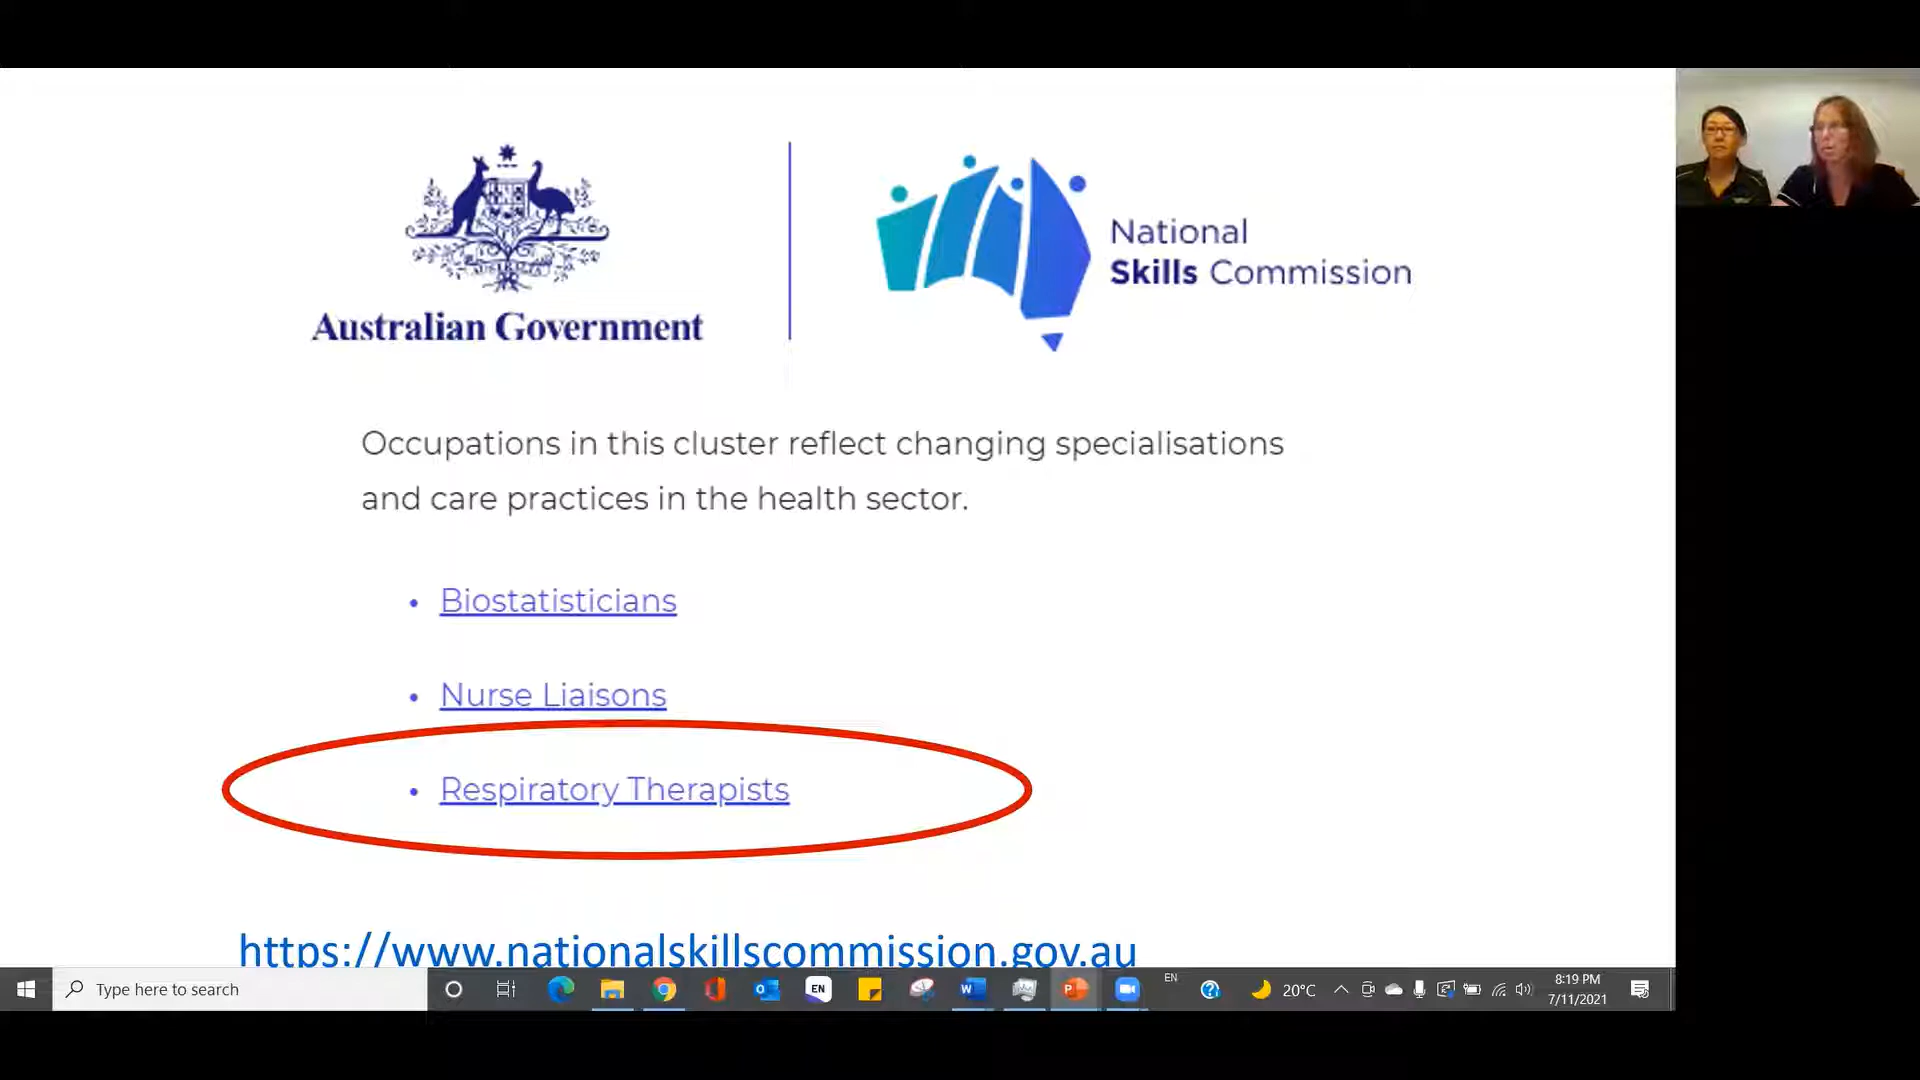 AUSTRALIA
Australian Government
National
Skills Commission
Occupations in this cluster reflect changing specialisations
and care practices in the health sector.
• Biostatisticians
• Nurse Liaisons
• Respiratory Therapists
https://www.nationalskillscommission.gov.au
Type here to search
EN
W
P
EN
20°C
8:19 PM
7/11/2021